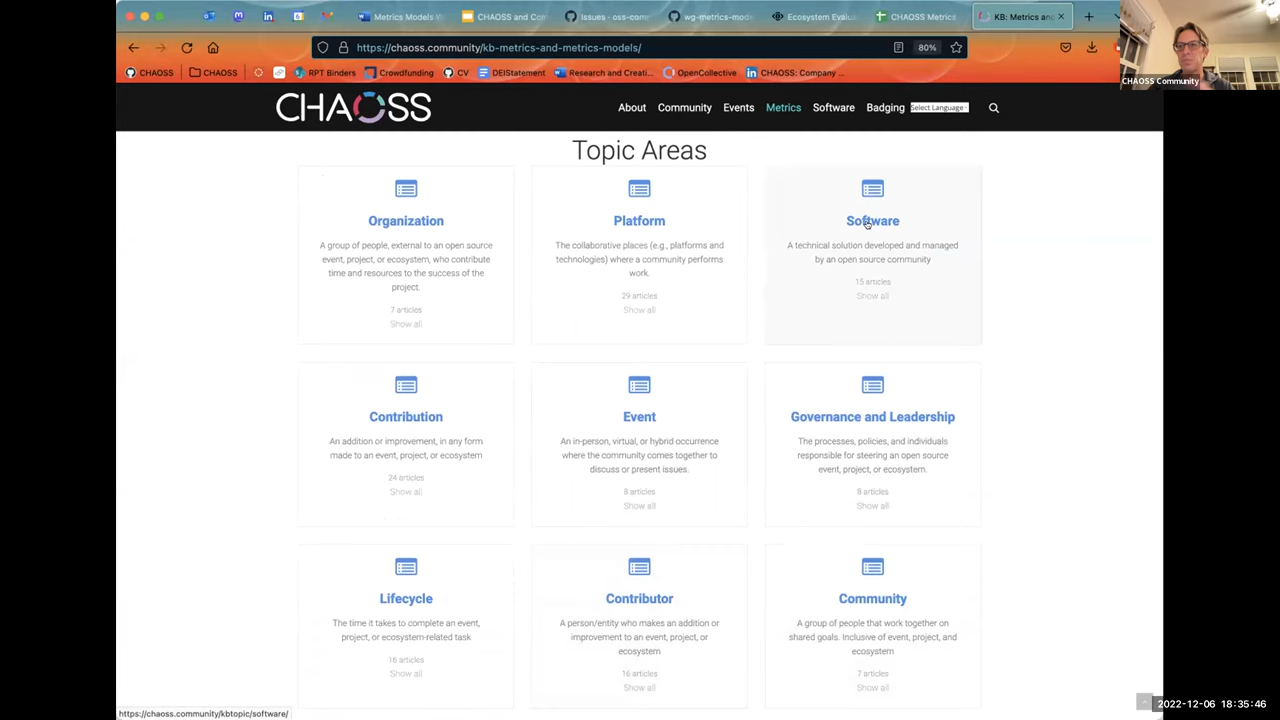 Metrics Models W
CHAOSS and Co
Issues · oss-com
wg-metrics-mode
Ecosystem Evalu
CHAOSS Metrics
KB: Metrics and
https://chaoss.community/kb-metrics-and-metrics-models/
80%
CHAOSS
CHAOSS
RPT Binders
Crowdfunding
CV
DEIStatement
Research and Creati...
OpenCollective
CHAOSS: Company ...
CHAOSS Community
CHAOSS
About
Community
Events
Metrics
Software
Badging
Select Language
Topic Areas
Organization
A group of people, external to an open source
event, project, or ecosystem, who contribute
time and resources to the success of the
project.
7 articles
Show all
Platform
The collaborative places (e.g., platforms and
technologies) where a community performs
work.
29 articles
Show all
Software
A technical solution developed and managed
by an open source community
15 articles
Show all
Contribution
An addition or improvement, in any form
made to an event, project, or ecosystem
24 articles
Show all
Event
An in-person, virtual, or hybrid occurrence
where the community comes together to
discuss or present issues.
8 articles
Show all
Governance and Leadership
The processes, policies, and individuals
responsible for steering an open source
event, project, or ecosystem.
8 articles
Show all
Lifecycle
The time it takes to complete an event,
project, or ecosystem-related task
16 articles
Show all
Contributor
A person/entity who makes an addition or
improvement to an event, project, or
ecosystem
16 articles
Show all
Community
A group of people that work together on
shared goals. Inclusive of event, project, and
ecosystem
7 articles
Show all
https://chaoss.community/kbtopic/software/
2022-12-06 18:35:46